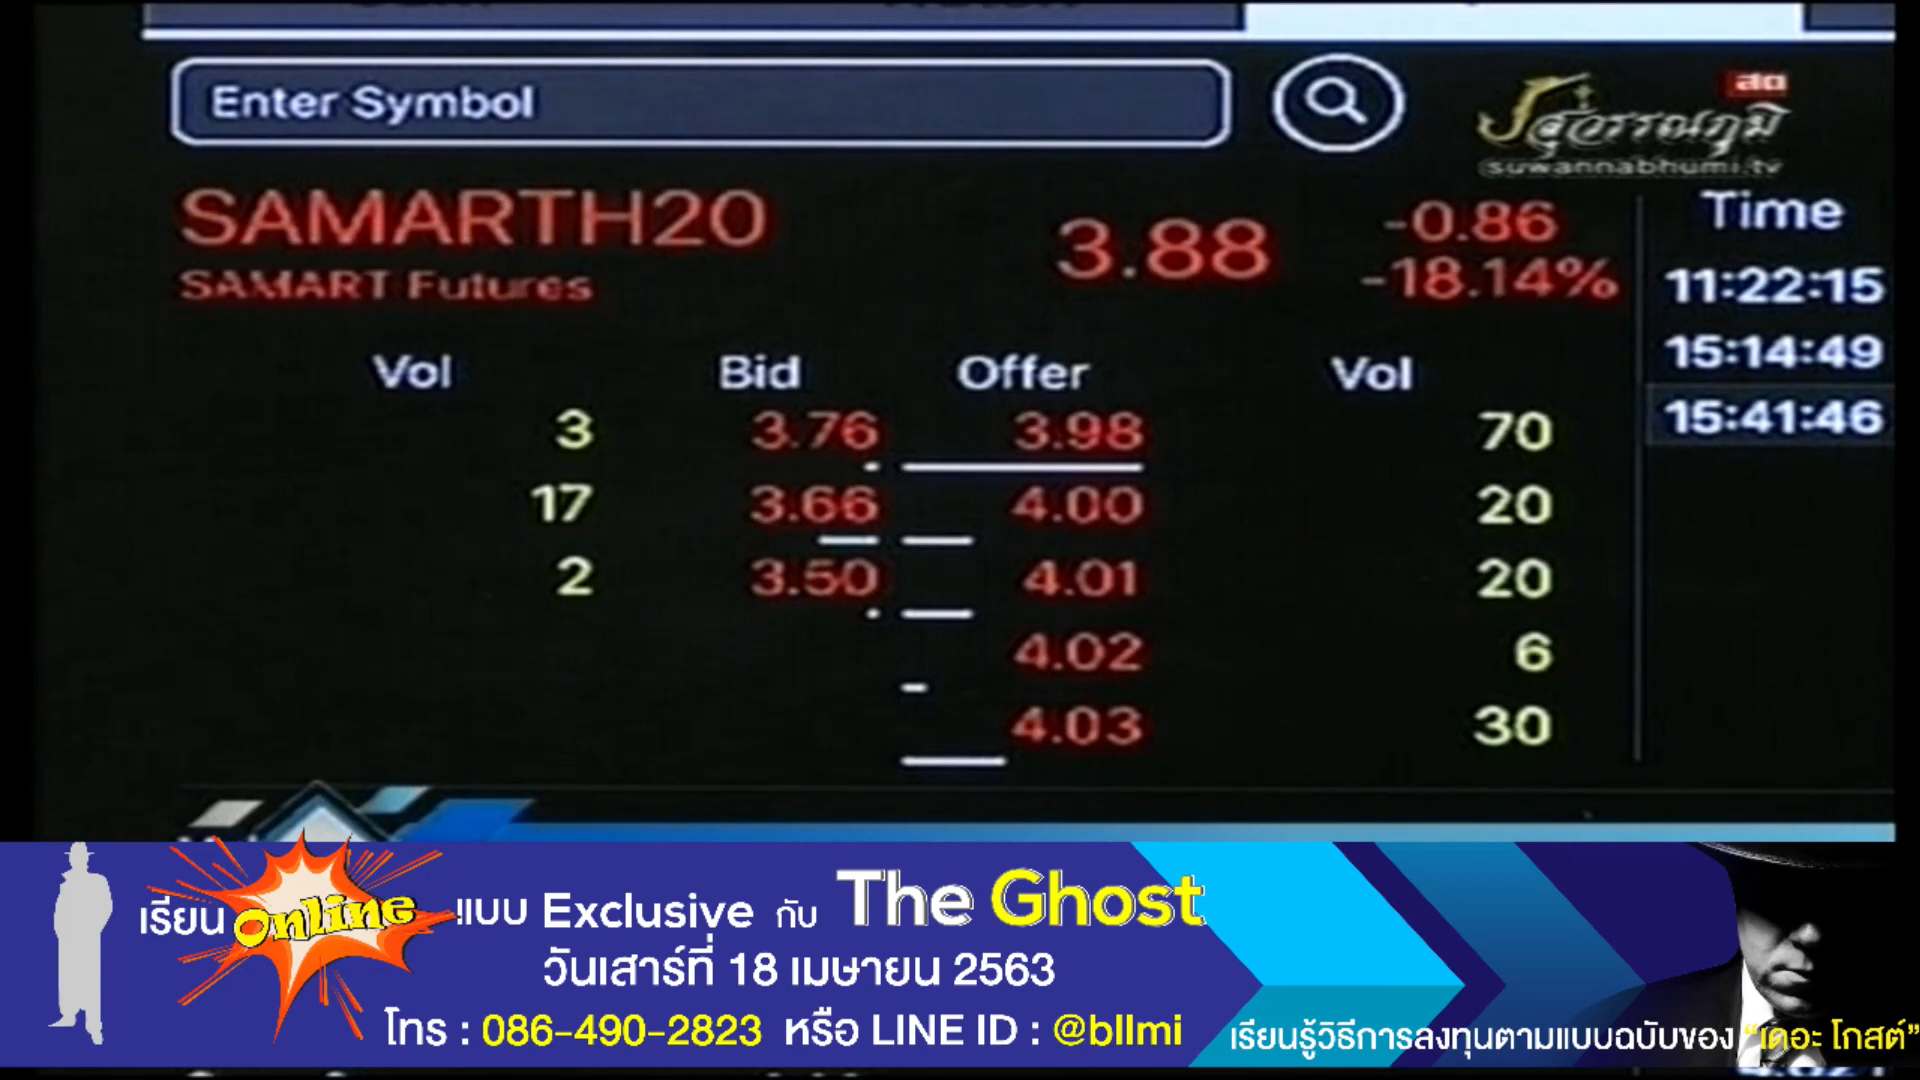 Enter Symbol
สด
สุวรรณภูมิ
suwannabhumi.tv
SAMARTH20
SAMART Futures
3.88
-0.86
-18.14%
Time
11:22:15
15:14:49
15:41:46
Vol Bid Offer Vol
3 3.76 3.98 70
17 3.66 4.00 20
2 3.50 4.01 20
4.02 6
4.03 30
เรียน Online แบบ Exclusive กับ The Ghost
วันเสาร์ที่ 18 เมษายน 2563
โทร : 086-490-2823 หรือ LINE ID : @bllmi
เรียนรู้วิธีการลงทุนตามแบบฉบับของ “เดอะ โกสต์”